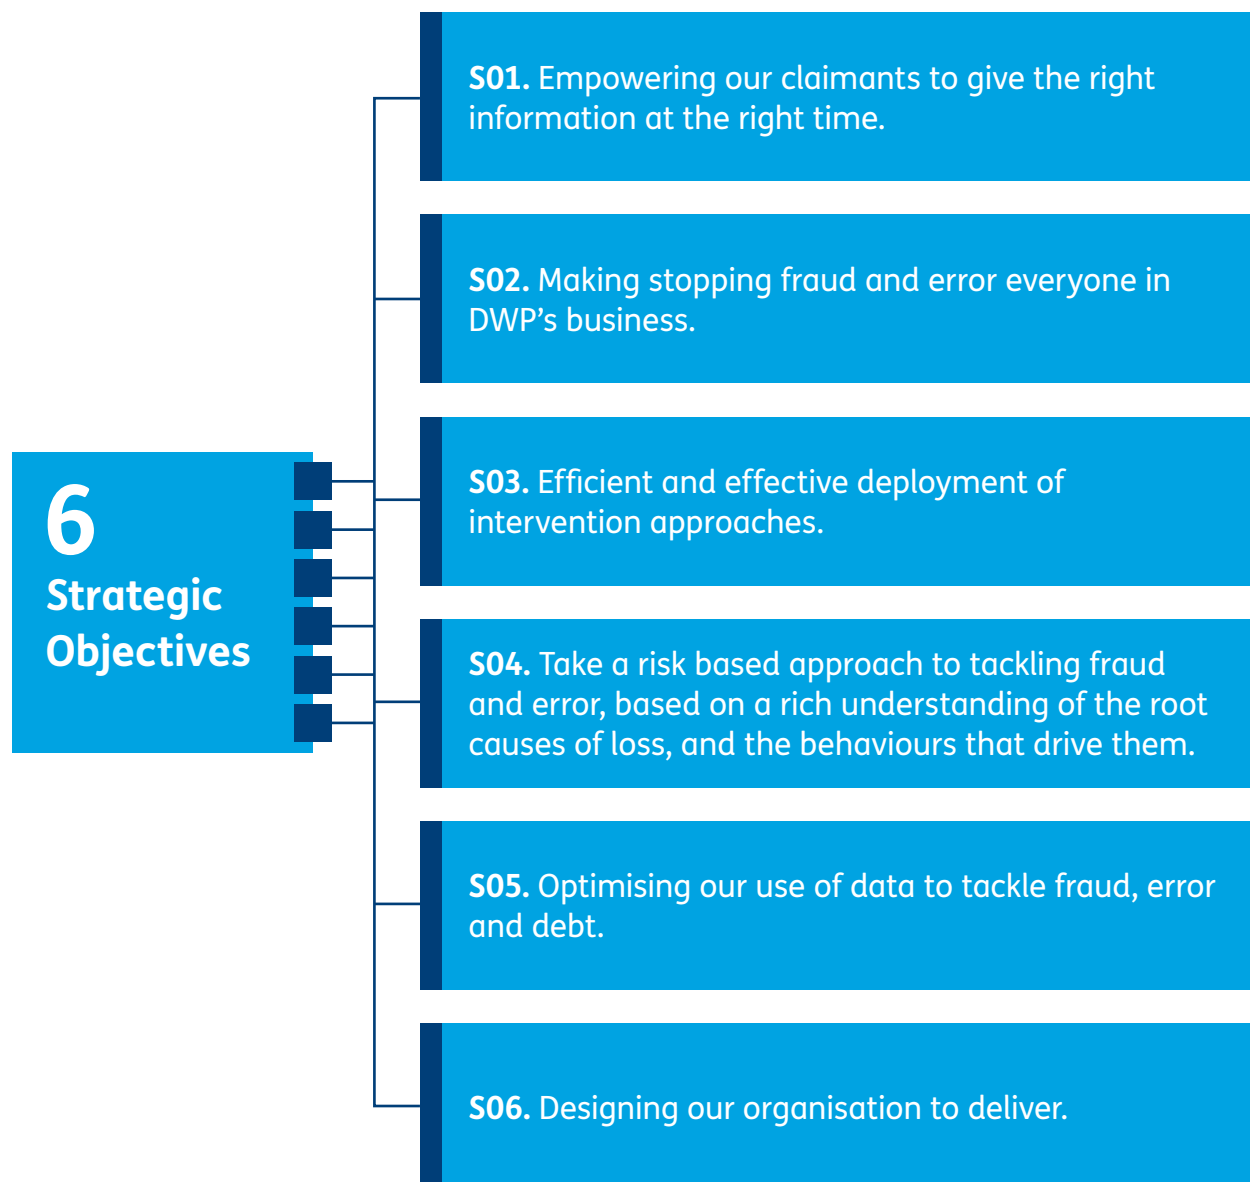 S01. Empowering our claimants to give the right
information at the right time.
S02. Making stopping fraud and error everyone in
DWP’s business.
S03. Efficient and effective deployment of
intervention approaches.
6
Strategic
Objectives
S04. Take a risk based approach to tackling fraud
and error, based on a rich understanding of the root
causes of loss, and the behaviours that drive them.
S05. Optimising our use of data to tackle fraud, error
and debt.
S06. Designing our organisation to deliver.